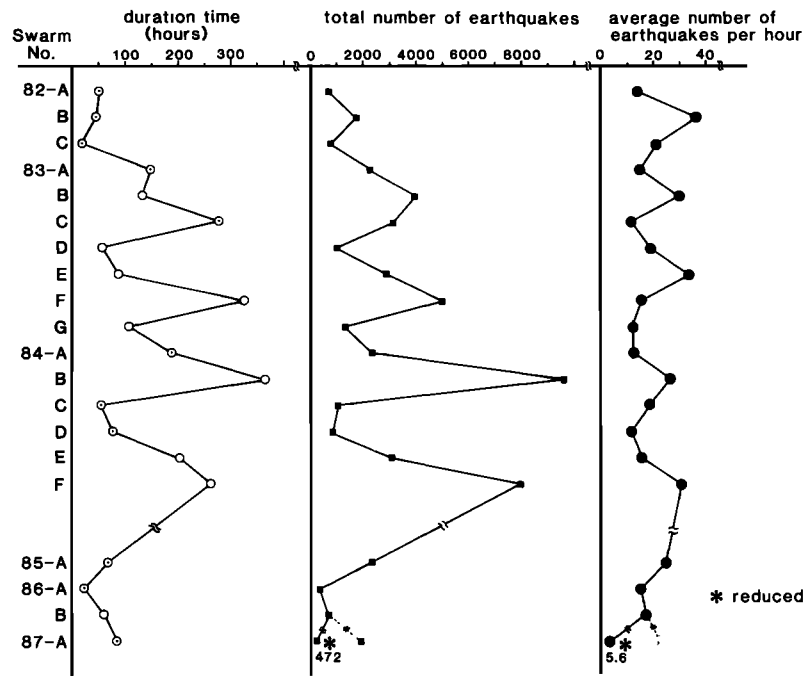 duration time
(hours)
total number of earthquakes
average number of
earthquakes per hour
Swarm
No.
100 200 300
0 2000 4000 6000 8000
0 20 40
82-A
B
C
83-A
B
C
D
E
F
G
84-A
B
C
D
E
F
85-A
86-A
* reduced
B
87-A
* *
472 5.6